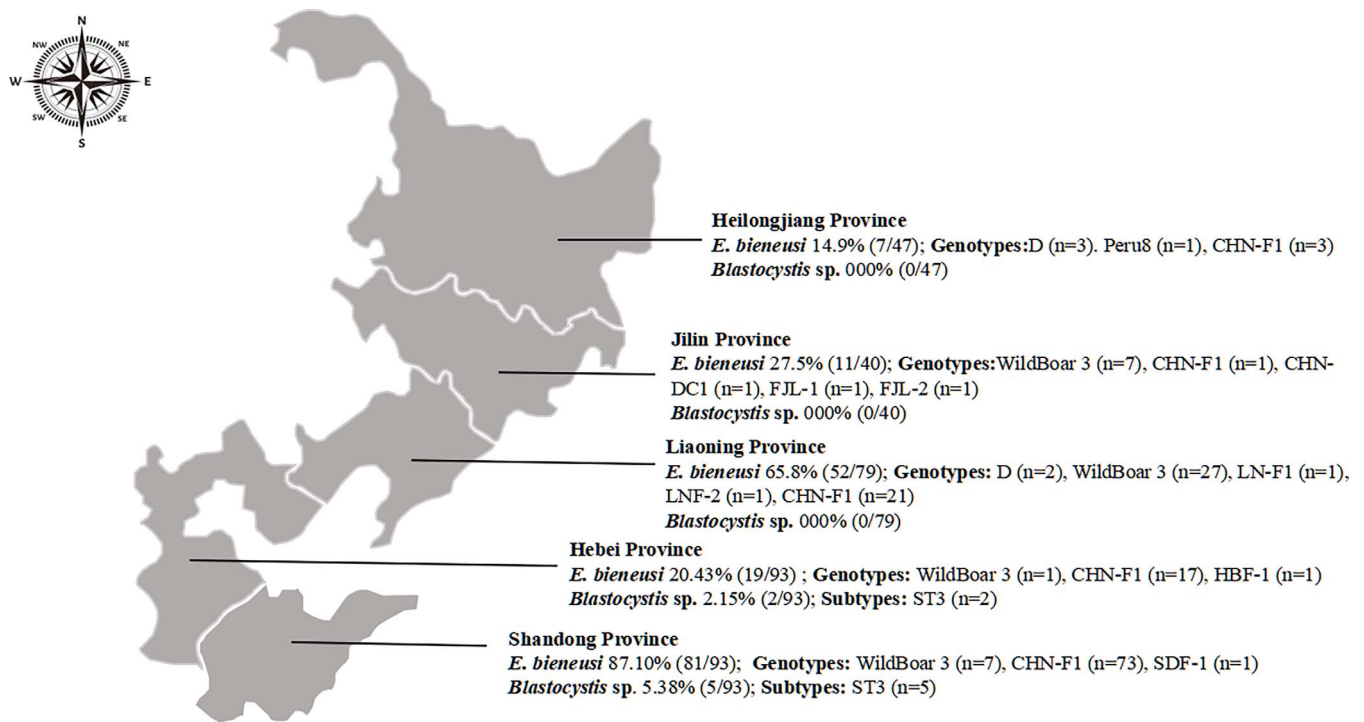 N
NW
NE
W
E
SW
SE
S
Heilongjiang Province
E. bieneusi 14.9% (7/47); Genotypes:D (n=3). Peru8 (n=1), CHN-F1 (n=3)
Blastocystis sp. 000% (0/47)
Jilin Province
E. bieneusi 27.5% (11/40); Genotypes:WildBoar 3 (n=7), CHN-F1 (n=1), CHN-
DC1 (n=1), FJL-1 (n=1), FJL-2 (n=1)
Blastocystis sp. 000% (0/40)
Liaoning Province
E. bieneusi 65.8% (52/79); Genotypes: D (n=2), WildBoar 3 (n=27), LN-F1 (n=1),
LNF-2 (n=1), CHN-F1 (n=21)
Blastocystis sp. 000% (0/79)
Hebei Province
E. bieneusi 20.43% (19/93) ; Genotypes: WildBoar 3 (n=1), CHN-F1 (n=17), HBF-1 (n=1)
Blastocystis sp. 2.15% (2/93); Subtypes: ST3 (n=2)
Shandong Province
E. bieneusi 87.10% (81/93); Genotypes: WildBoar 3 (n=7), CHN-F1 (n=73), SDF-1 (n=1)
Blastocystis sp. 5.38% (5/93); Subtypes: ST3 (n=5)